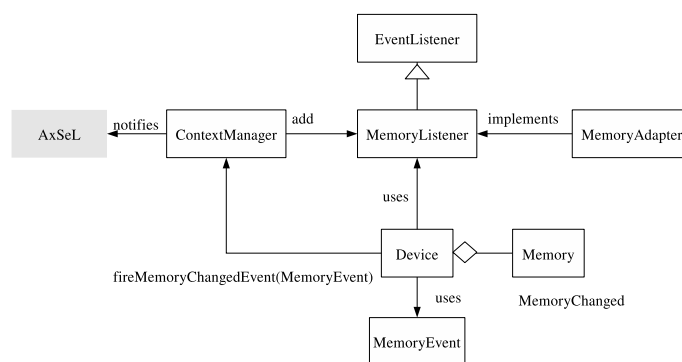 EventListener
AxSeL
notifies
ContextManager
add
MemoryListener
implements
MemoryAdapter
uses
Device
Memory
fireMemoryChangedEvent(MemoryEvent)
uses
MemoryChanged
MemoryEvent